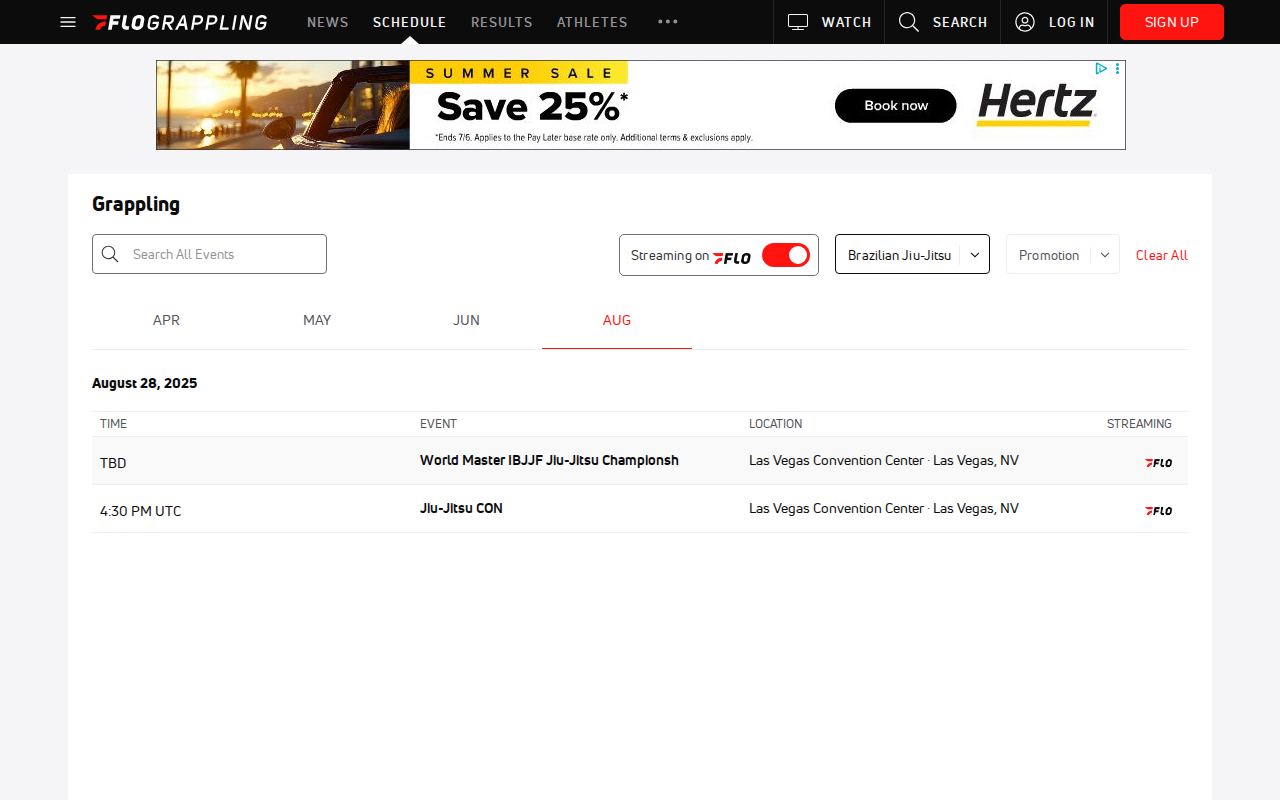 FLOGRAPPLING NEWS SCHEDULE RESULTS ATHLETES WATCH SEARCH LOG IN SIGN UP
SUMMER SALE
Save 25%*
*Ends 7/6. Applies to the Pay Later base rate only. Additional terms & exclusions apply.
Book now
Hertz
Grappling
Search All Events Streaming on FLO Brazilian Jiu-Jitsu Promotion Clear All
APR MAY JUN AUG
August 28, 2025
TIME EVENT LOCATION STREAMING
TBD World Master IBJJF Jiu-Jitsu Championsh Las Vegas Convention Center · Las Vegas, NV FLO
4:30 PM UTC Jiu-Jitsu CON Las Vegas Convention Center · Las Vegas, NV FLO